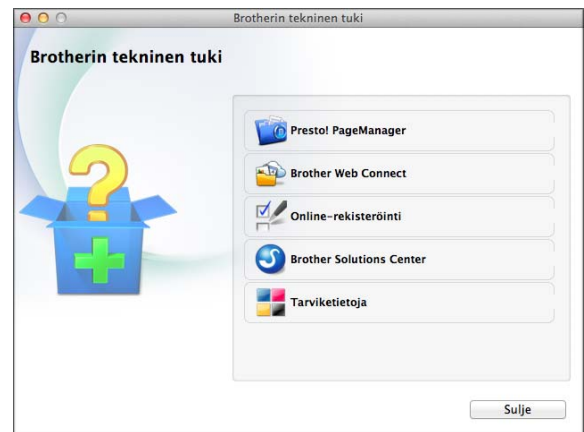 Brotherin tekninen tuki
Brotherin tekninen tuki
Presto! PageManager
Brother Web Connect
Online-rekisteröinti
Brother Solutions Center
Tarviketietoja
Sulje